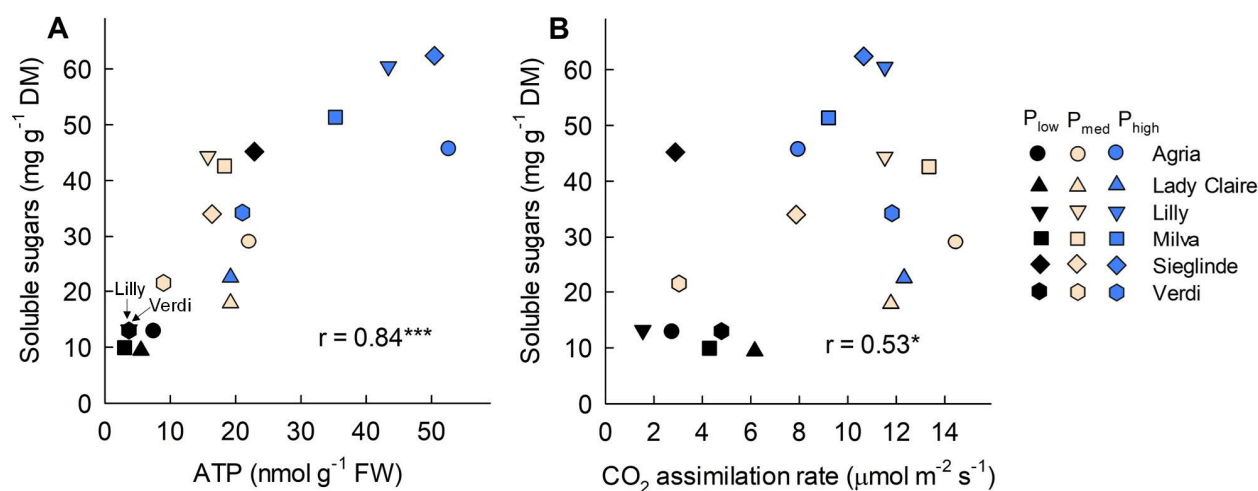 A
Soluble sugars (mg g⁻¹ DM)
60
50
40
30
20
10
0
Lilly
Verdi
r = 0.84***
0 10 20 30 40 50
ATP (nmol g⁻¹ FW)
B
Soluble sugars (mg g⁻¹ DM)
60
50
40
30
20
10
0
r = 0.53*
0 2 4 6 8 10 12 14
CO₂ assimilation rate (μmol m⁻² s⁻¹)
P_low P_med P_high
Agria
Lady Claire
Lilly
Milva
Sieglinde
Verdi